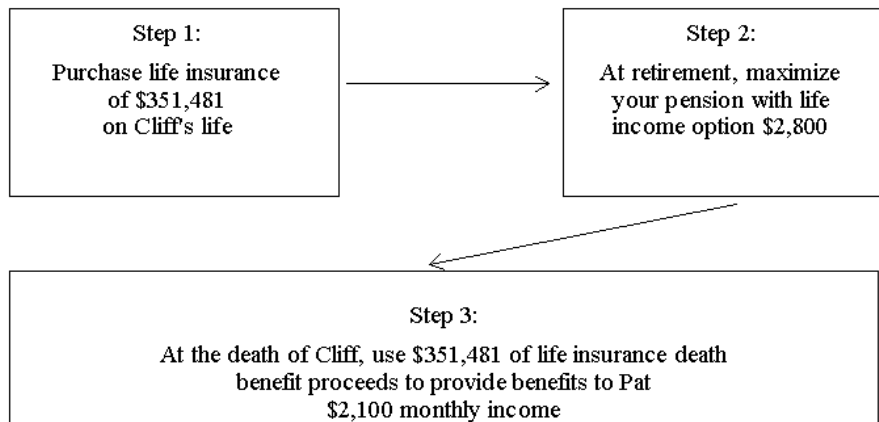 Step 1:
Purchase life insurance
of $351,481
on Cliff's life
Step 2:
At retirement, maximize
your pension with life
income option $2,800
Step 3:
At the death of Cliff, use $351,481 of life insurance death
benefit proceeds to provide benefits to Pat
$2,100 monthly income